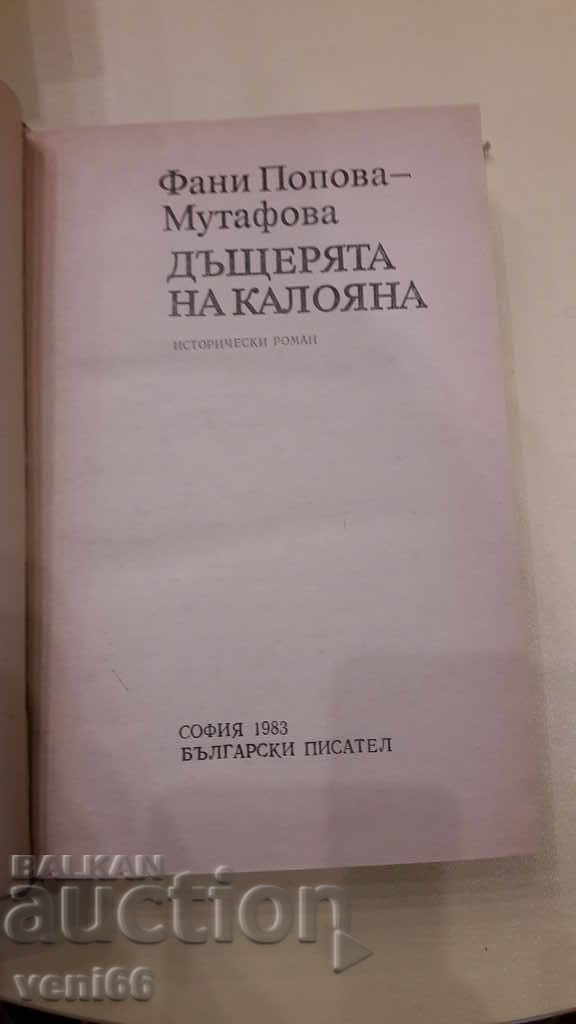 Фани Попова–
Мутафова
ДЪЩЕРЯТА
НА КАЛОЯНА
ИСТОРИЧЕСКИ РОМАН
СОФИЯ 1983
БЪЛГАРСКИ ПИСАТЕЛ
BALKAN
auction
veni66